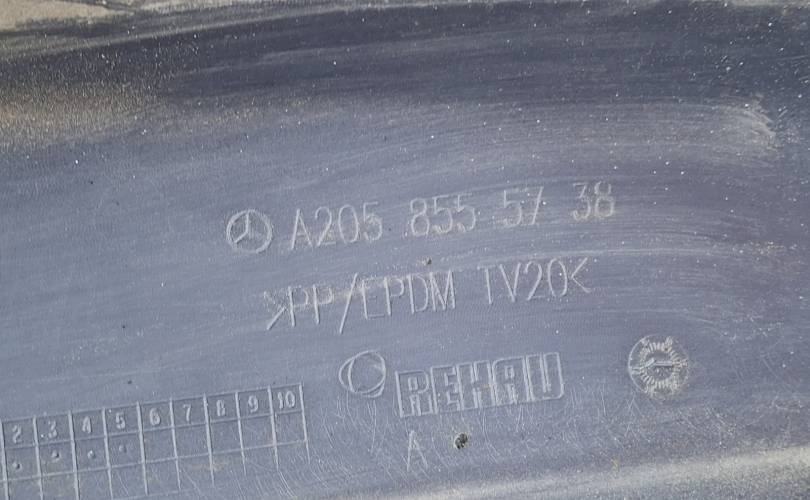 A205 855 57 38
>PP/EPDM TV20<
REHAU
2 3 4 5 6 7 8 9 10
A